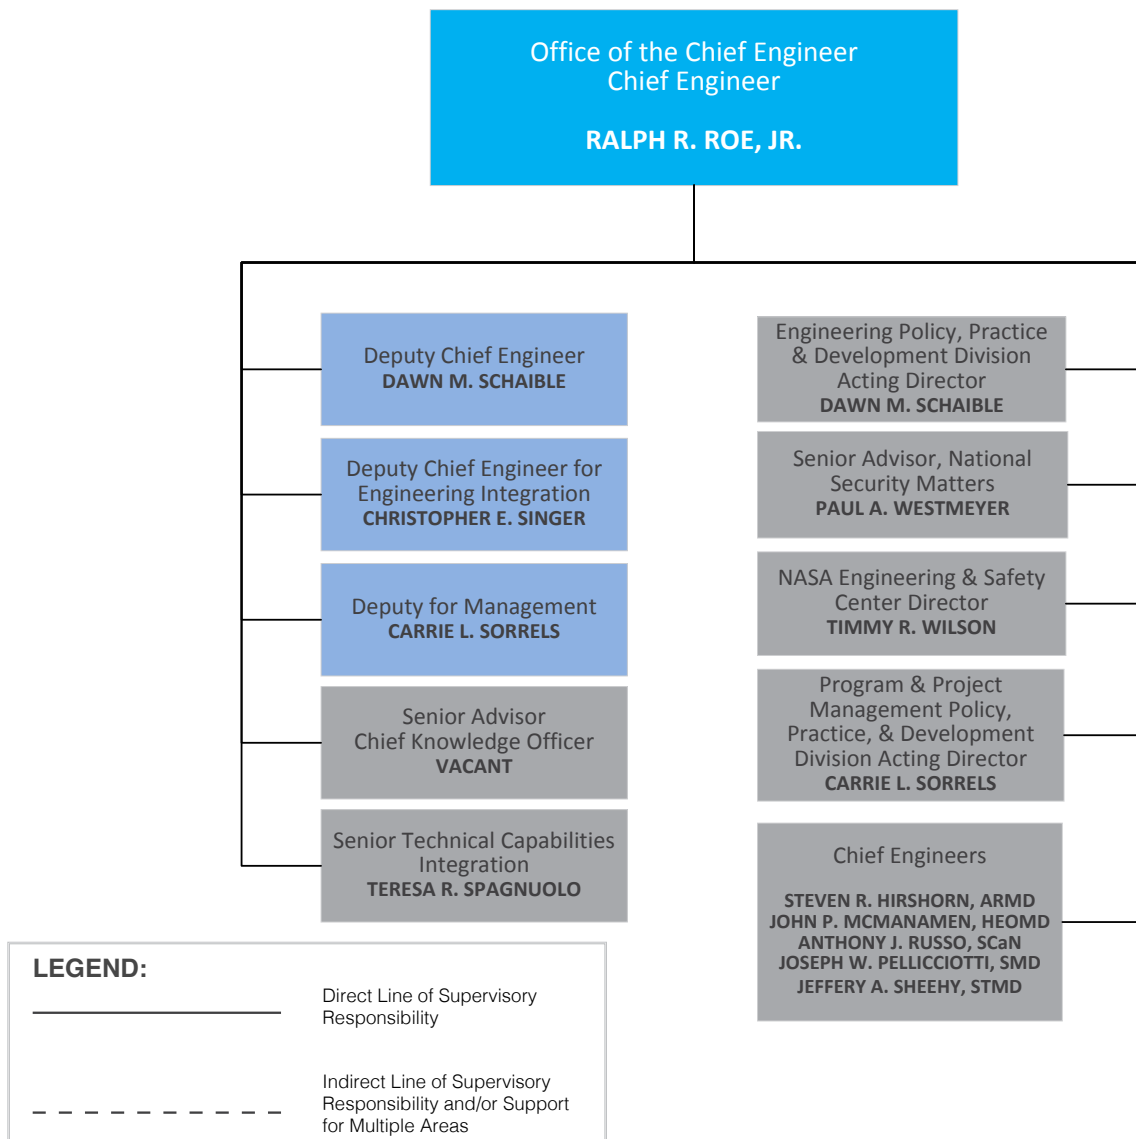 Office of the Chief Engineer
Chief Engineer
RALPH R. ROE, JR.
Deputy Chief Engineer
DAWN M. SCHAIBLE
Deputy Chief Engineer for
Engineering Integration
CHRISTOPHER E. SINGER
Deputy for Management
CARRIE L. SORRELS
Senior Advisor
Chief Knowledge Officer
VACANT
Senior Technical Capabilities
Integration
TERESA R. SPAGNUOLO
Engineering Policy, Practice
& Development Division
Acting Director
DAWN M. SCHAIBLE
Senior Advisor, National
Security Matters
PAUL A. WESTMEYER
NASA Engineering & Safety
Center Director
TIMMY R. WILSON
Program & Project
Management Policy,
Practice, & Development
Division Acting Director
CARRIE L. SORRELS
Chief Engineers
STEVEN R. HIRSHORN, ARMD
JOHN P. MCMANAMEN, HEOMD
ANTHONY J. RUSSO, SCaN
JOSEPH W. PELLICCIOTTI, SMD
JEFFERY A. SHEEHY, STMD
LEGEND:
Direct Line of Supervisory
Responsibility
Indirect Line of Supervisory
Responsibility and/or Support
for Multiple Areas